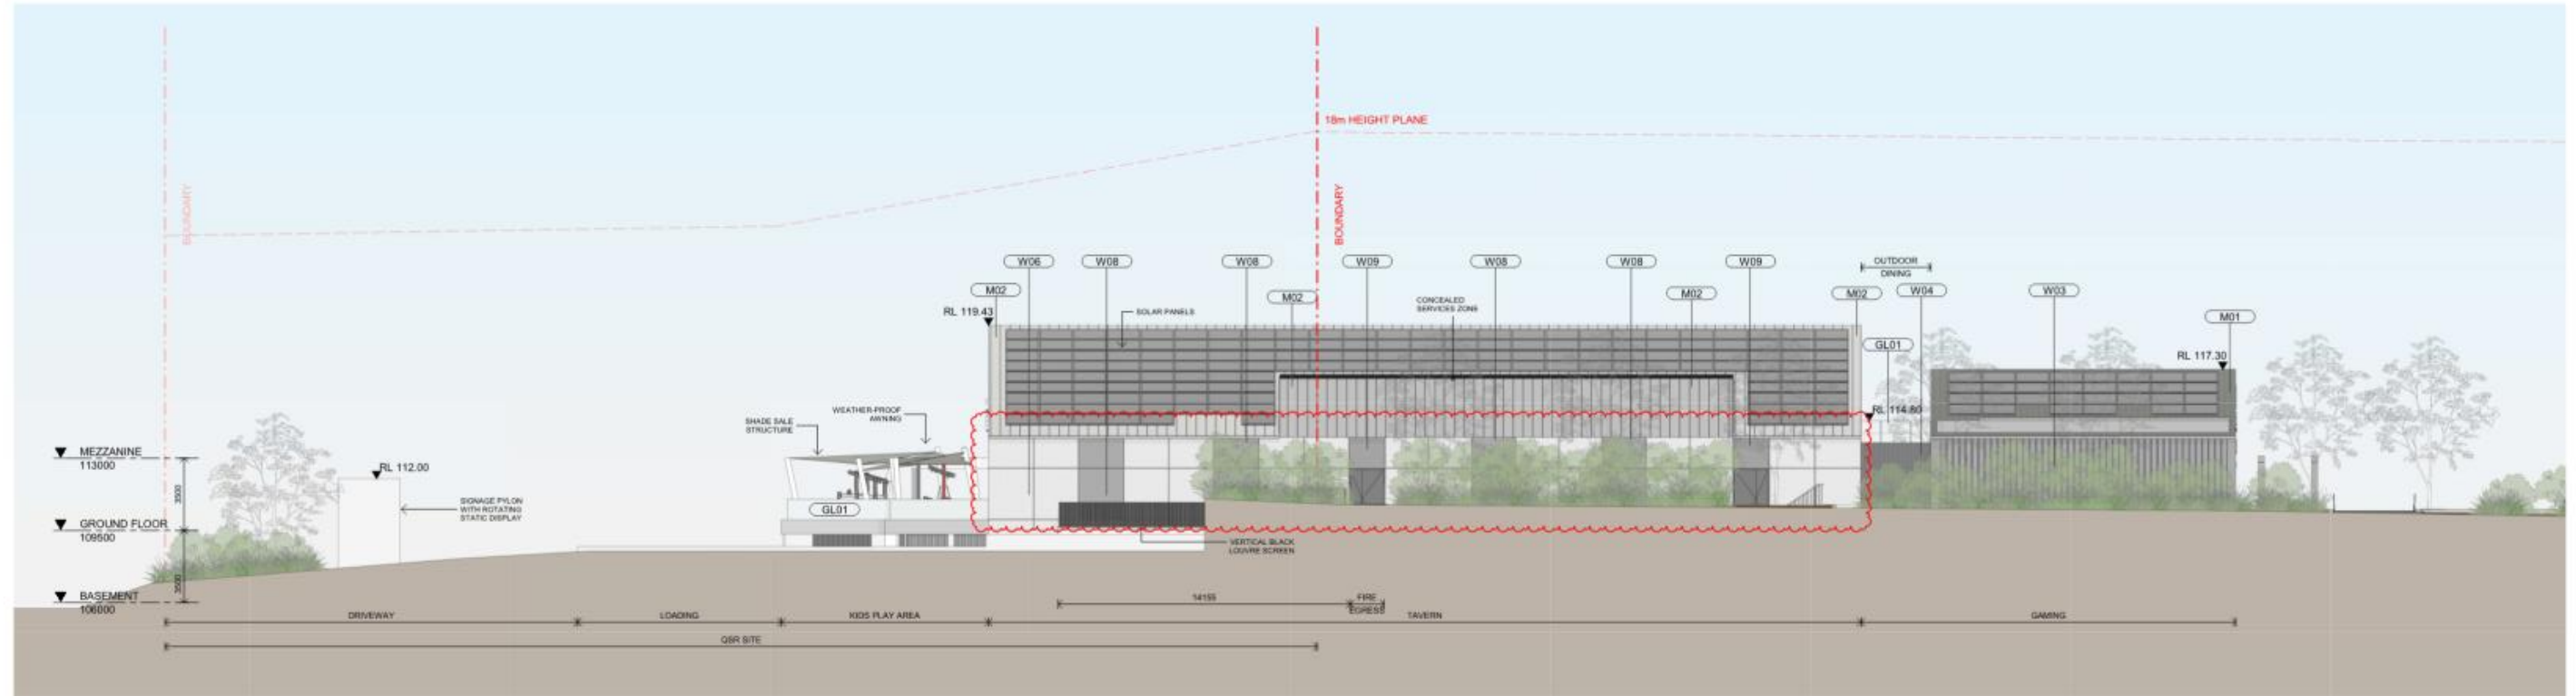 18m HEIGHT PLANE
BOUNDARY
BOUNDARY
W06
W08
W08
W09
W08
W08
W09
OUTDOOR
DINING
M02
M02
CONCEALED
SERVICES ZONE
M02
M02
W04
W03
RL 119.43
SOLAR PANELS
M01
GL01
RL 117.30
WEATHER-PROOF
AWNING
SHADE SALE
STRUCTURE
RL 114.80
MEZZANINE
113000
RL 112.00
3500
SIGNAGE PYLON
WITH ROTATING
STATIC DISPLAY
GL01
GROUND FLOOR
109500
VERTICAL BLACK
LOUVRE SCREEN
3500
BASEMENT
106000
14155
FIRE
EGRESS
DRIVEWAY
LOADING
KIDS PLAY AREA
TAVERN
GAMING
QSR SITE